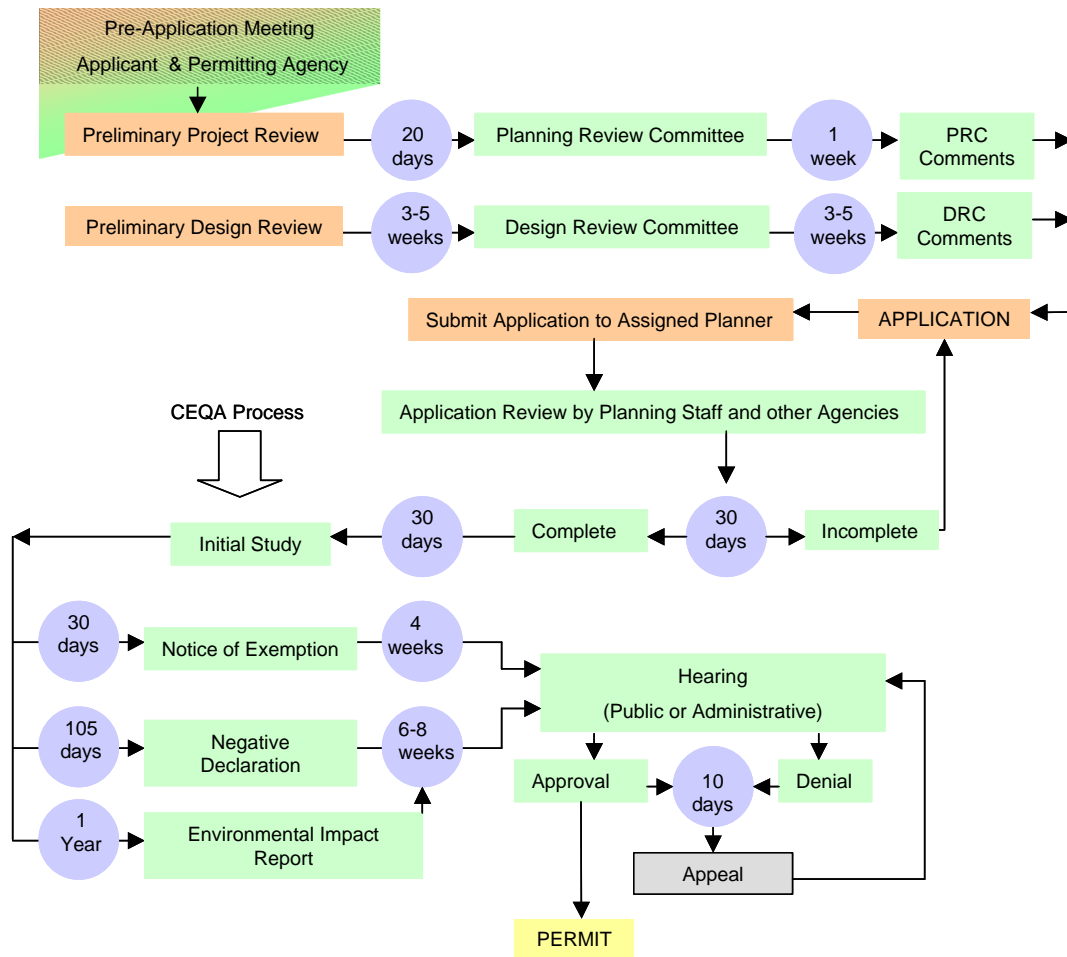 Pre-Application Meeting
Applicant & Permitting Agency
Preliminary Project Review
20
days
Planning Review Committee
1
week
PRC
Comments
Preliminary Design Review
3-5
weeks
Design Review Committee
3-5
weeks
DRC
Comments
Submit Application to Assigned Planner
APPLICATION
Application Review by Planning Staff and other Agencies
CEQA Process
Initial Study
30
days
Complete
30
days
Incomplete
30
days
Notice of Exemption
4
weeks
Hearing
(Public or Administrative)
105
days
Negative
Declaration
6-8
weeks
Approval
10
days
Denial
1
Year
Environmental Impact
Report
Appeal
PERMIT